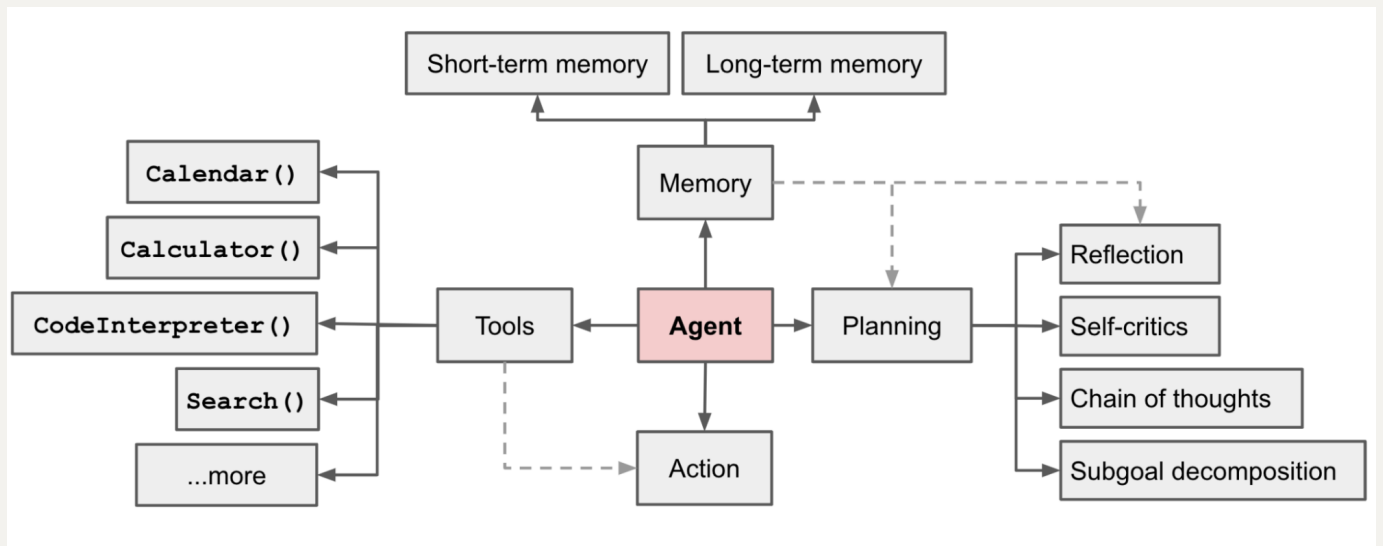 Short-term memory
Long-term memory
Calendar()
Memory
Calculator()
Reflection
CodeInterpreter()
Tools
Agent
Planning
Self-critics
Search()
Chain of thoughts
...more
Action
Subgoal decomposition